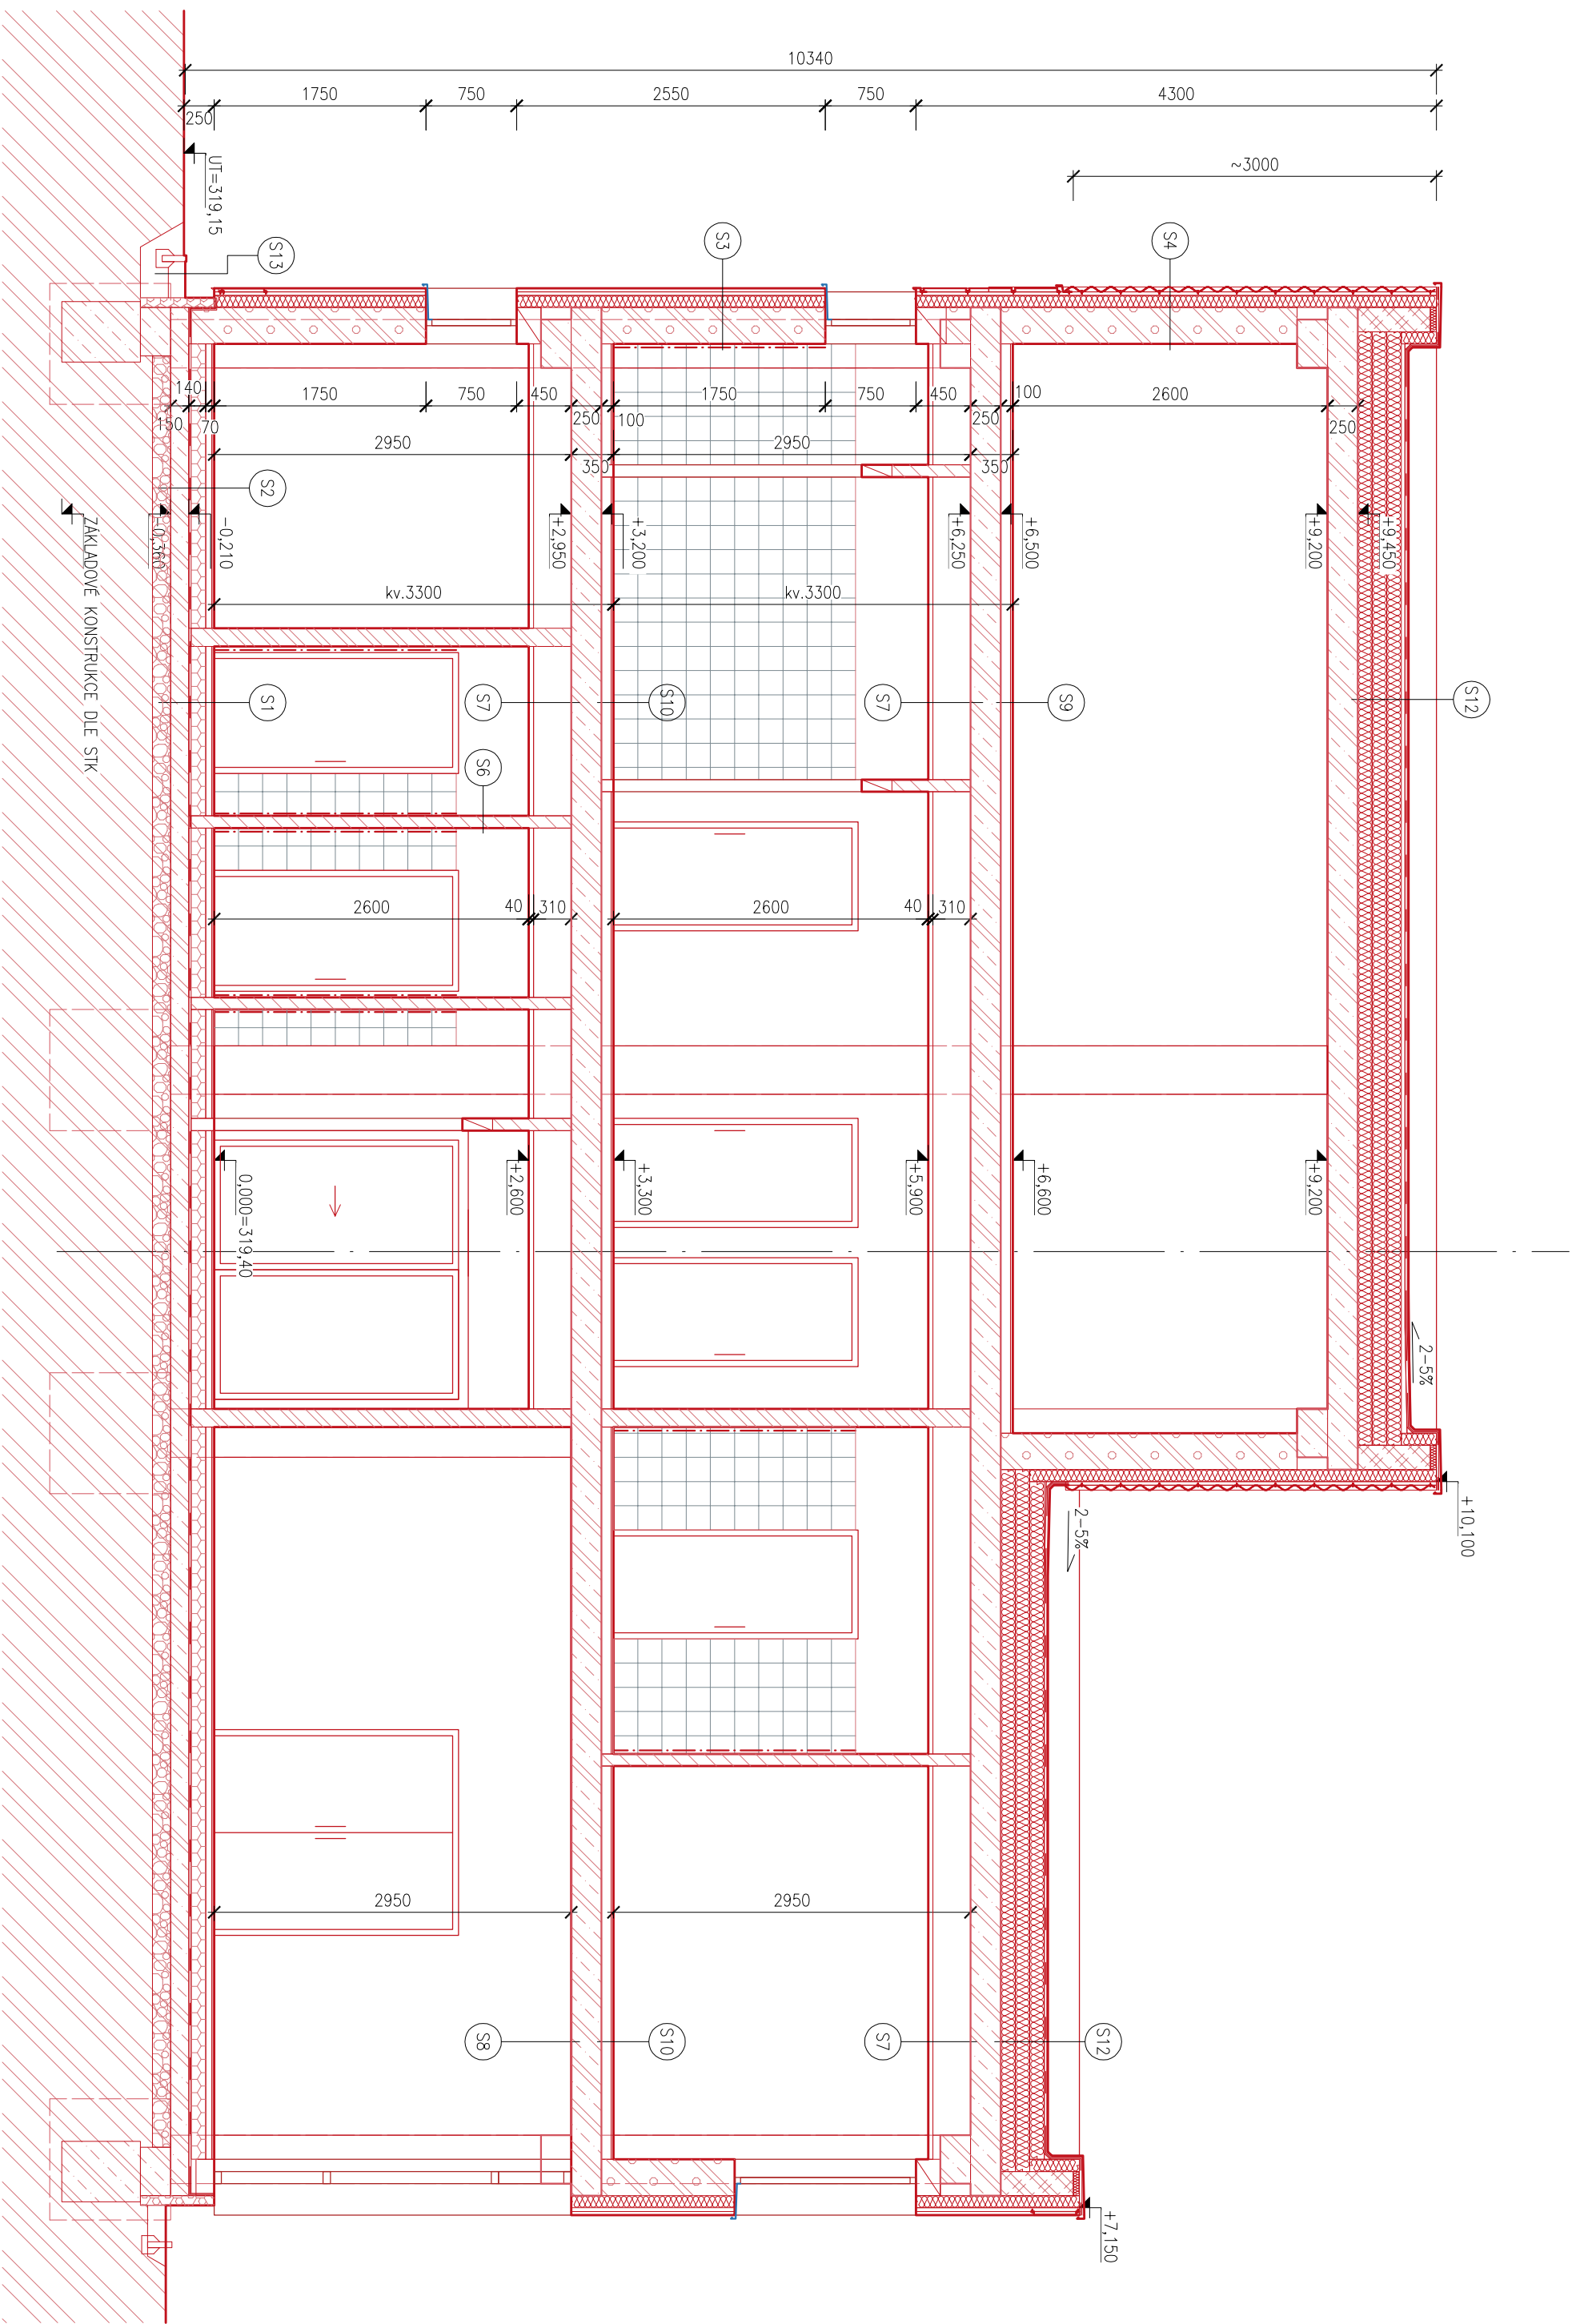 10340
250
1750
750
2550
750
4300
~3000
UT=319,15
S13
S3
S4
140
150
70
1750
750
450
250
100
1750
750
450
250
100
2600
250
2950
350
2950
350
S2
ZÁKLADOVÉ KONSTRUKCE DLE STK
-0,360
-0,210
+2,950
+3,200
+6,250
+6,500
+9,200
+9,450
kv.3300
kv.3300
S1
S7
S10
S7
S9
S12
S6
2600
40
310
2600
40
310
0,000=319,40
+2,600
+3,300
+5,900
+6,600
+9,200
2-5%
2-5%
+10,100
2950
2950
S8
S10
S7
S12
+7,150